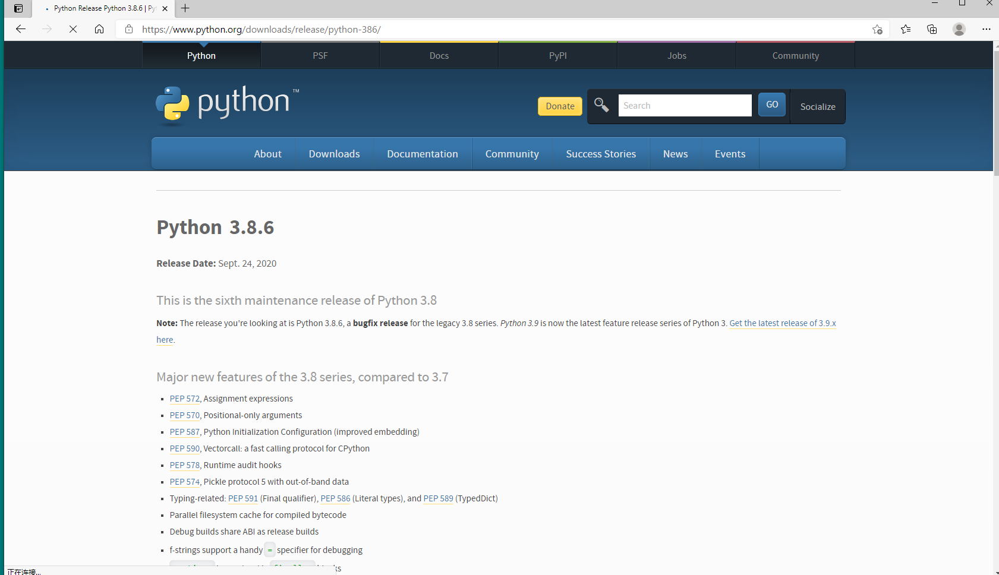 Python Release Python 3.8.6 | Py
https://www.python.org/downloads/release/python-386/
Python PSF Docs PyPI Jobs Community
python™
Donate Search GO Socialize
About Downloads Documentation Community Success Stories News Events
Python 3.8.6
Release Date: Sept. 24, 2020
This is the sixth maintenance release of Python 3.8
Note: The release you're looking at is Python 3.8.6, a bugfix release for the legacy 3.8 series. Python 3.9 is now the latest feature release series of Python 3. Get the latest release of 3.9.x
here.
Major new features of the 3.8 series, compared to 3.7
PEP 572, Assignment expressions
PEP 570, Positional-only arguments
PEP 587, Python Initialization Configuration (improved embedding)
PEP 590, Vectorcall: a fast calling protocol for CPython
PEP 578, Runtime audit hooks
PEP 574, Pickle protocol 5 with out-of-band data
Typing-related: PEP 591 (Final qualifier), PEP 586 (Literal types), and PEP 589 (TypedDict)
Parallel filesystem cache for compiled bytecode
Debug builds share ABI as release builds
f-strings support a handy = specifier for debugging
正在连接...